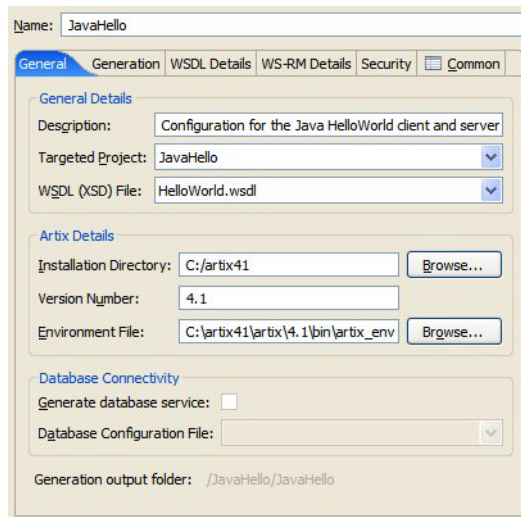 Name: JavaHello
General Generation WSDL Details WS-RM Details Security Common
General Details
Description: Configuration for the Java HelloWorld client and server
Targeted Project: JavaHello
WSDL (XSD) File: HelloWorld.wsdl
Artix Details
Installation Directory: C:/artix41 Browse...
Version Number: 4.1
Environment File: C:\artix41\artix\4.1\bin\artix_env Browse...
Database Connectivity
Generate database service:
Database Configuration File:
Generation output folder: /JavaHello/JavaHello